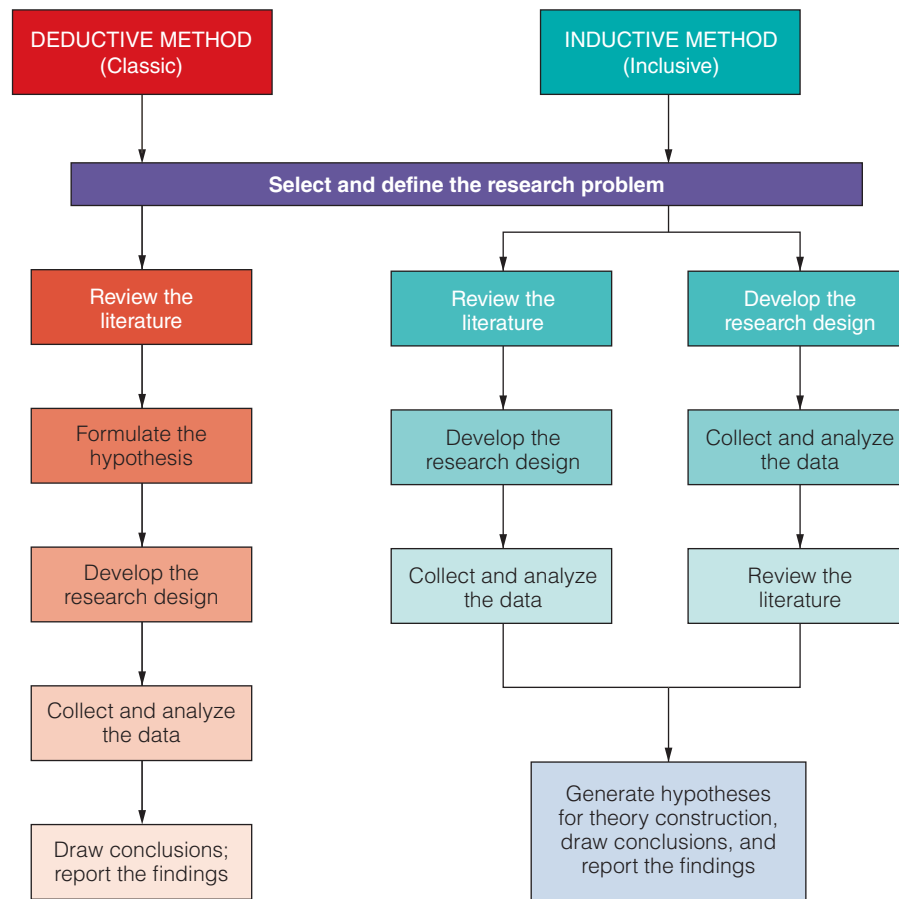 DEDUCTIVE METHOD
(Classic)
INDUCTIVE METHOD
(Inclusive)
Select and define the research problem
Review the
literature
Formulate the
hypothesis
Develop the
research design
Collect and analyze
the data
Draw conclusions;
report the findings
Review the
literature
Develop the
research design
Collect and analyze
the data
Develop the
research design
Collect and analyze
the data
Review the
literature
Generate hypotheses
for theory construction,
draw conclusions, and
report the findings